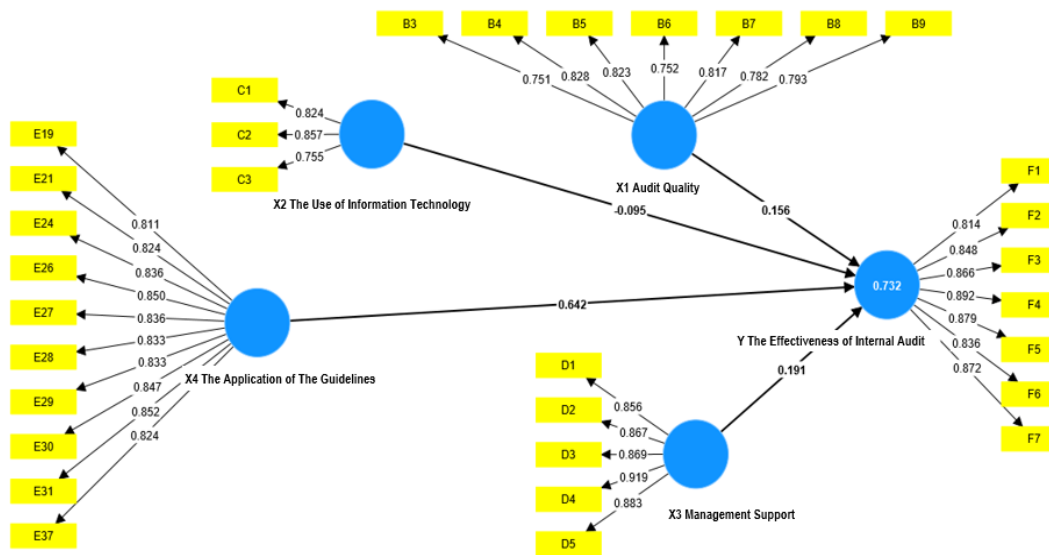 B3 B4 B5 B6 B7 B8 B9
0.751 0.828 0.823 0.752 0.817 0.782 0.793
X1 Audit Quality
C1
C2
C3
0.824
0.857
0.755
X2 The Use of Information Technology
E19
E21
E24
E26
E27
E28
E29
E30
E31
E37
0.811
0.824
0.836
0.850
0.836
0.833
0.833
0.847
0.852
0.824
X4 The Application of The Guidelines
-0.095
0.156
0.642
0.191
0.732
Y The Effectiveness of Internal Audit
F1
F2
F3
F4
F5
F6
F7
0.814
0.848
0.866
0.892
0.879
0.836
0.872
D1
D2
D3
D4
D5
0.856
0.867
0.869
0.919
0.883
X3 Management Support